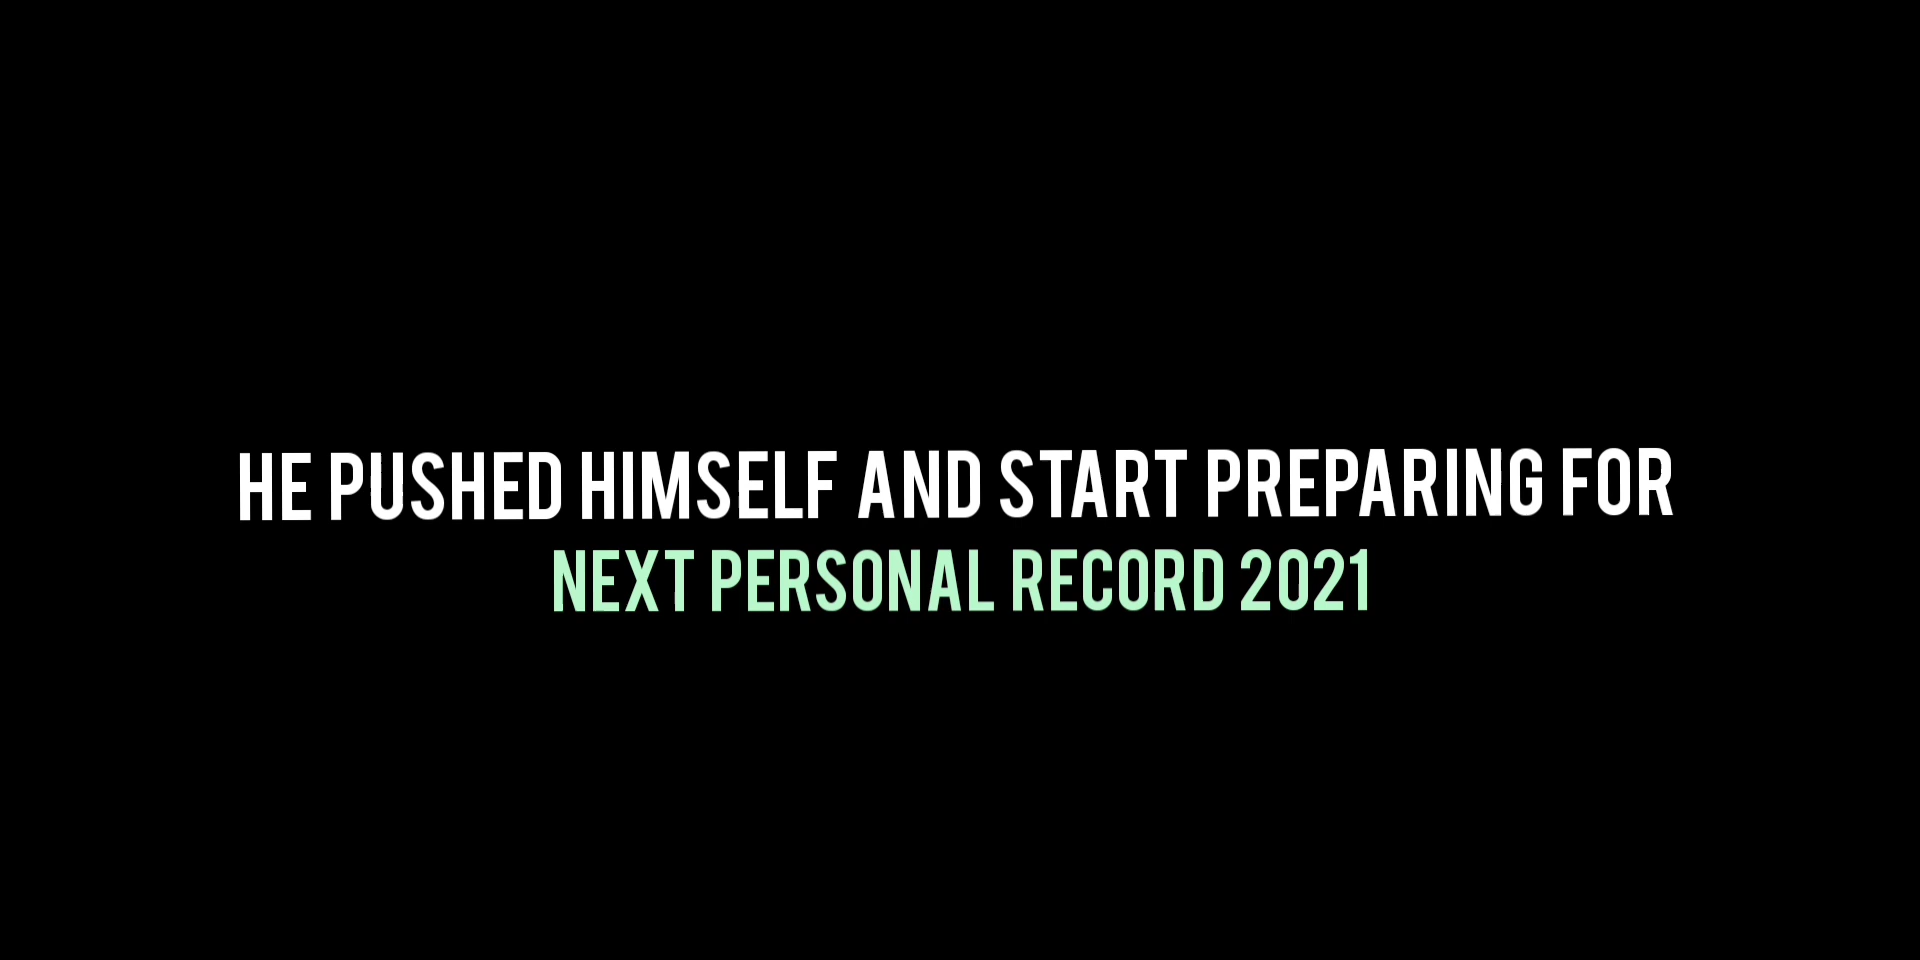 HE PUSHED HIMSELF AND START PREPARING FOR
NEXT PERSONAL RECORD 2021